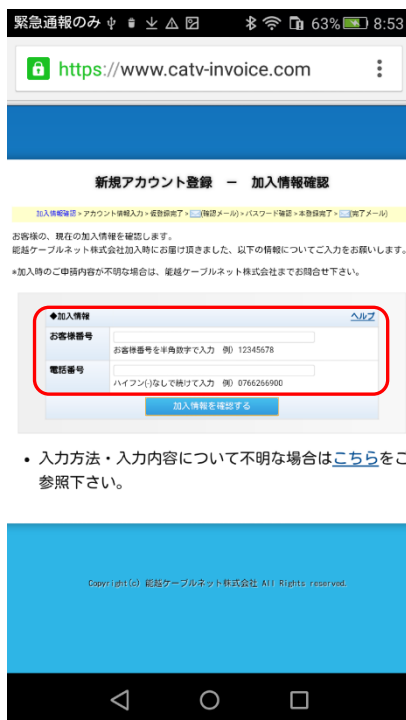 緊急通報のみ 63% 8:53
https://www.catv-invoice.com
新規アカウント登録 － 加入情報確認
加入情報確認 > アカウント情報入力 > 仮登録完了 > (確認メール) > パスワード確認 > 本登録完了 > (完了メール)
お客様の、現在の加入情報を確認します。
能越ケーブルネット株式会社加入時にお届け頂きました、以下の情報についてご入力をお願いします。
※加入時のご申請内容が不明な場合は、能越ケーブルネット株式会社までお問合せ下さい。
◆加入情報 ヘルプ
お客様番号
お客様番号を半角数字で入力 例) 12345678
電話番号
ハイフン(-)なしで続けて入力 例) 0766266900
加入情報を確認する
• 入力方法・入力内容について不明な場合はこちらをご
参照下さい。
Copyright(c) 能越ケーブルネット株式会社 All Rights reserved.